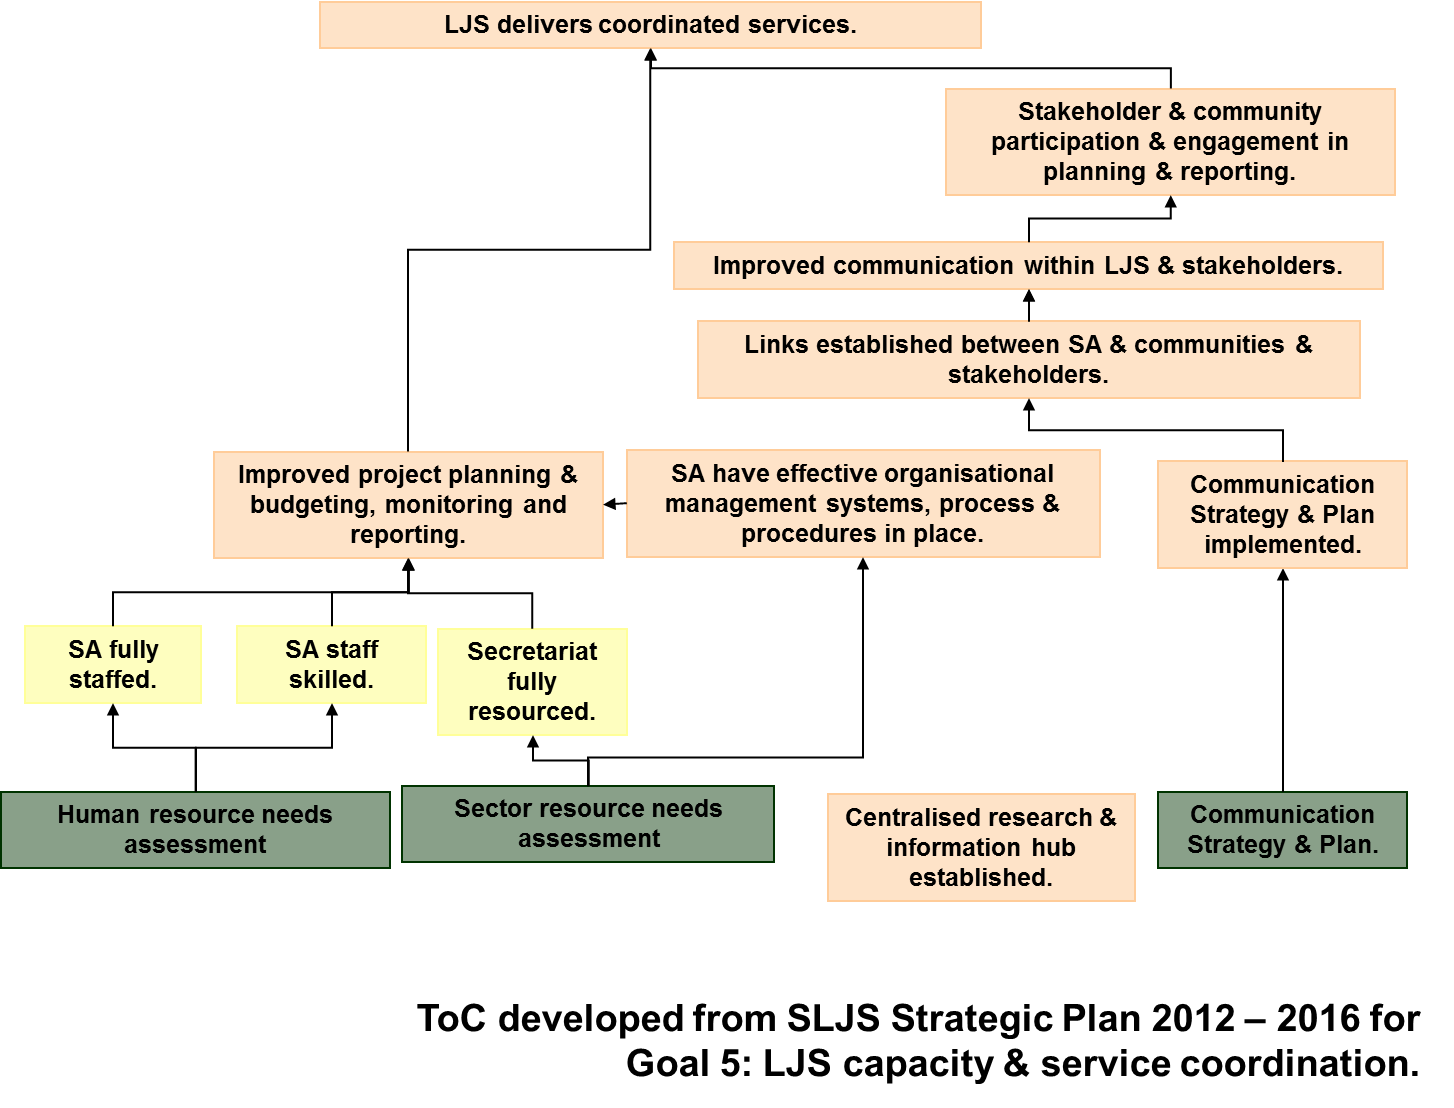 LJS delivers coordinated services.
Stakeholder & community
participation & engagement in
planning & reporting.
Improved communication within LJS & stakeholders.
Links established between SA & communities &
stakeholders.
Improved project planning &
budgeting, monitoring and
reporting.
SA have effective organisational
management systems, process &
procedures in place.
Communication
Strategy & Plan
implemented.
SA fully
staffed.
SA staff
skilled.
Secretariat
fully
resourced.
Human resource needs
assessment
Sector resource needs
assessment
Centralised research &
information hub
established.
Communication
Strategy & Plan.
ToC developed from SLJS Strategic Plan 2012 – 2016 for
Goal 5: LJS capacity & service coordination.